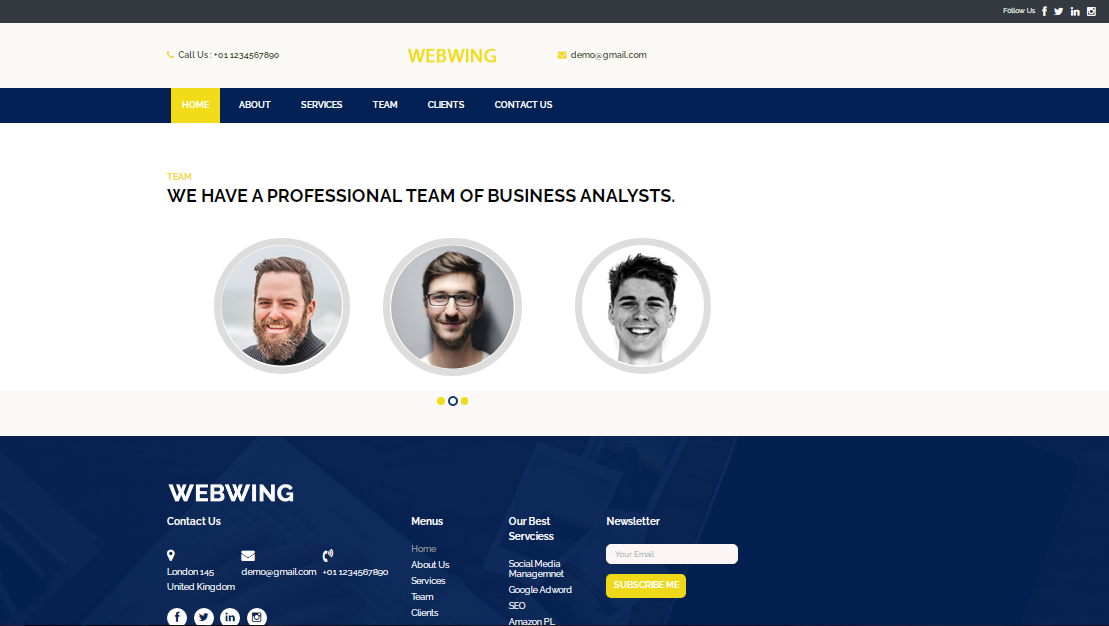 Follow Us
Call Us : +01 1234567890
WEBWING
demo@gmail.com
HOME ABOUT SERVICES TEAM CLIENTS CONTACT US
TEAM
WE HAVE A PROFESSIONAL TEAM OF BUSINESS ANALYSTS.
WEBWING
Contact Us
London 145
United Kingdom
demo@gmail.com
+01 1234567890
Menus
Home
About Us
Services
Team
Clients
Our Best
Servciess
Social Media
Managemnet
Google Adword
SEO
Amazon PL
Newsletter
Your Email
SUBSCRIBE ME